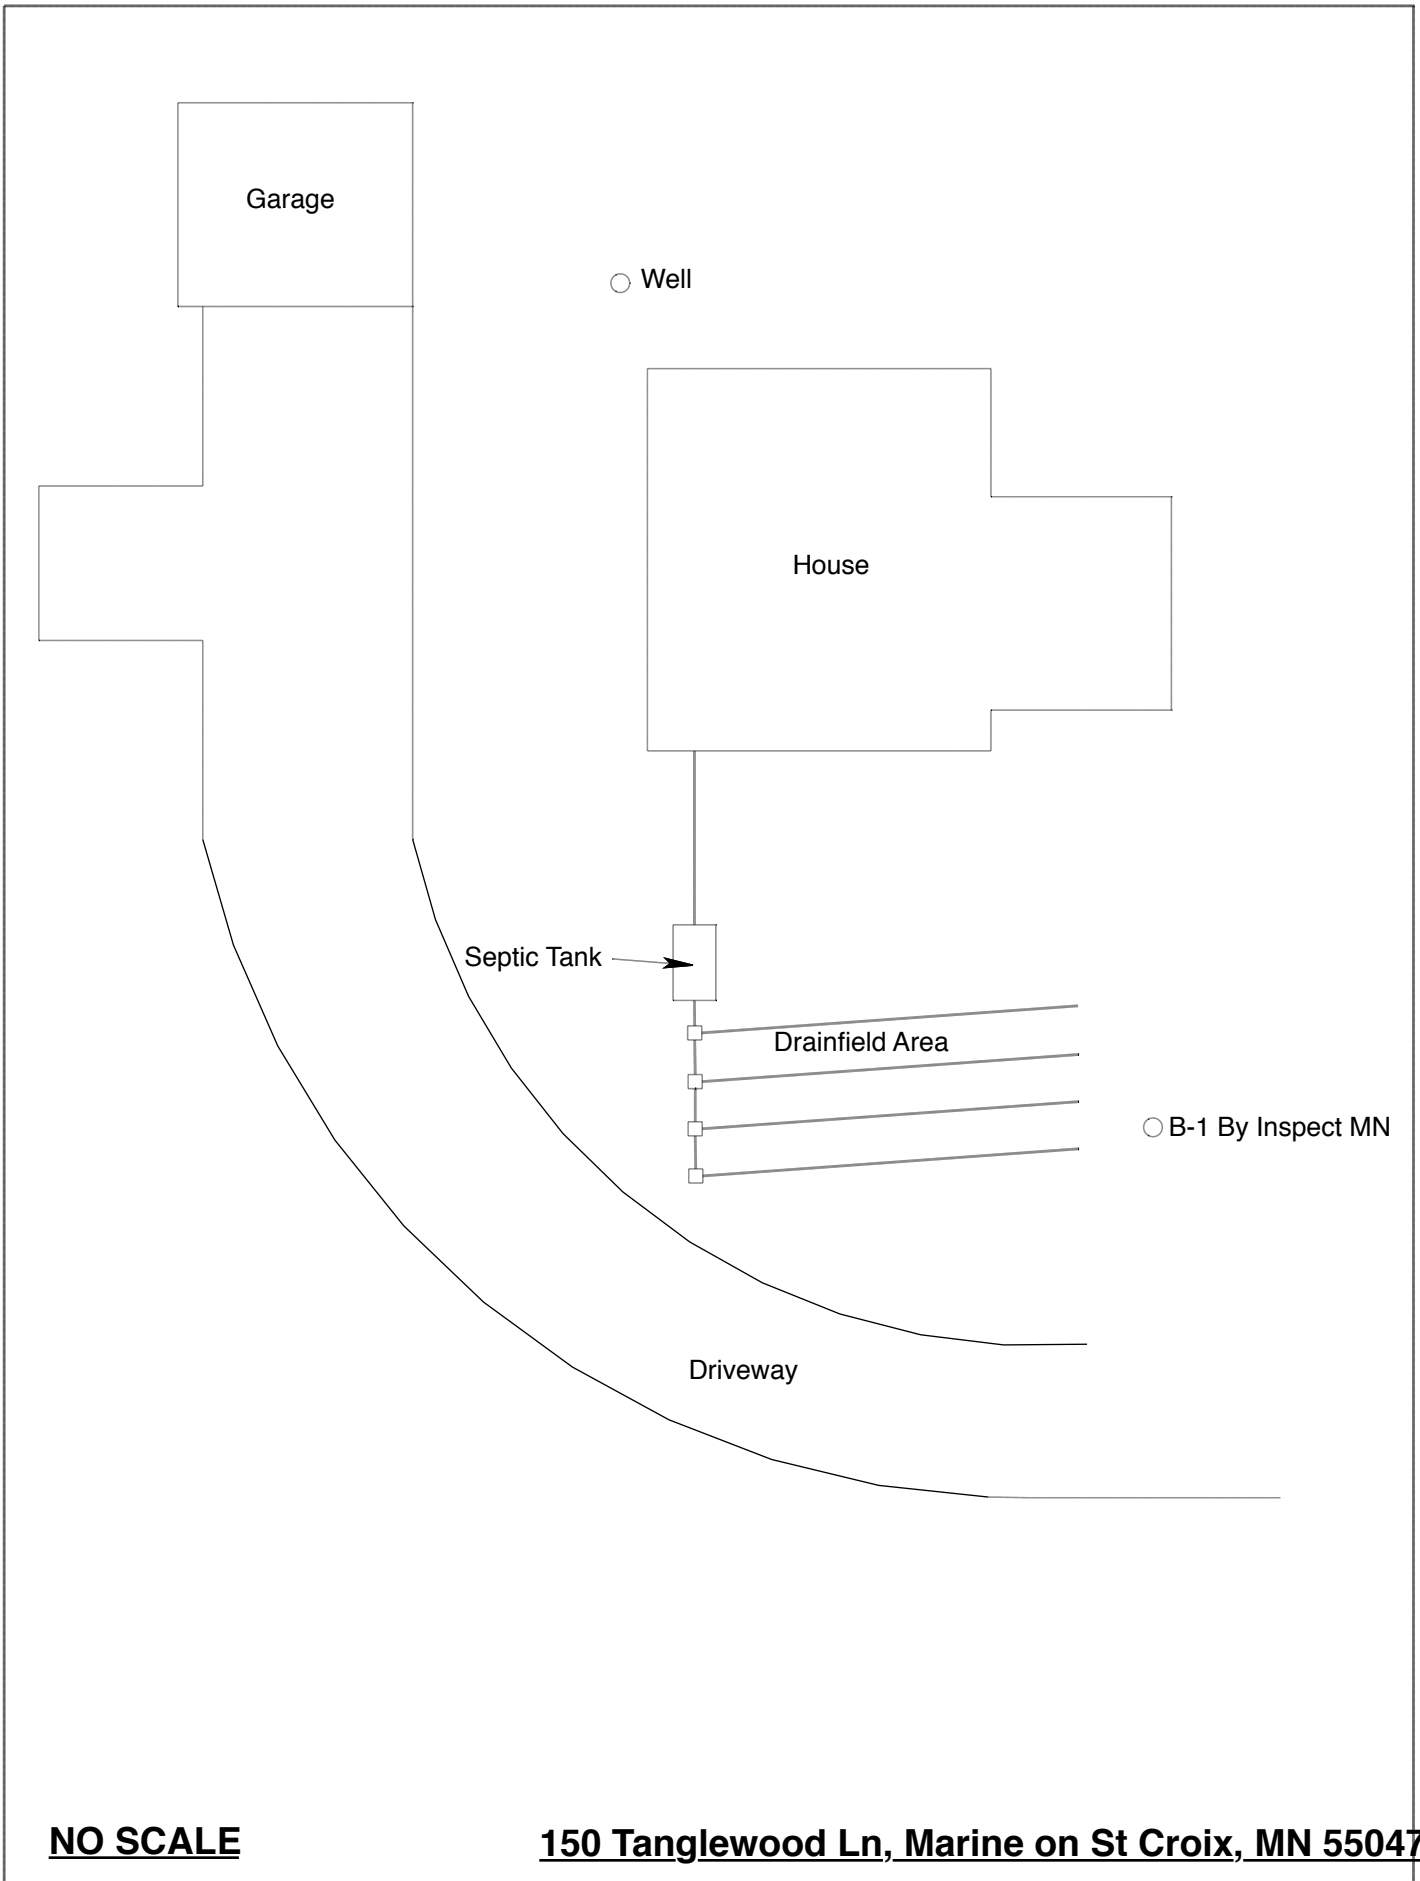 Garage
Well
House
Septic Tank
Drainfield Area
B-1 By Inspect MN
Driveway
NO SCALE
150 Tanglewood Ln, Marine on St Croix, MN 55047